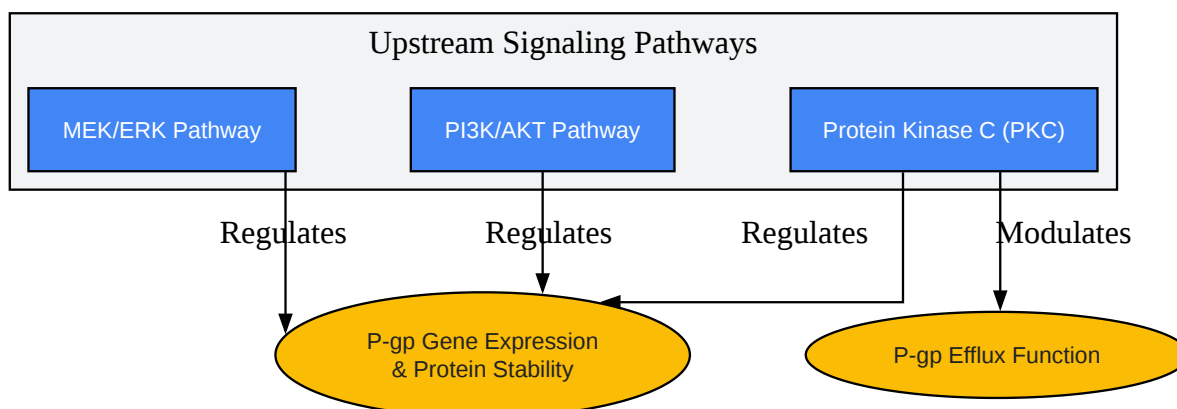 Upstream Signaling Pathways
MEK/ERK Pathway
PI3K/AKT Pathway
Protein Kinase C (PKC)
Regulates
Regulates
Regulates
Modulates
P-gp Gene Expression
& Protein Stability
P-gp Efflux Function